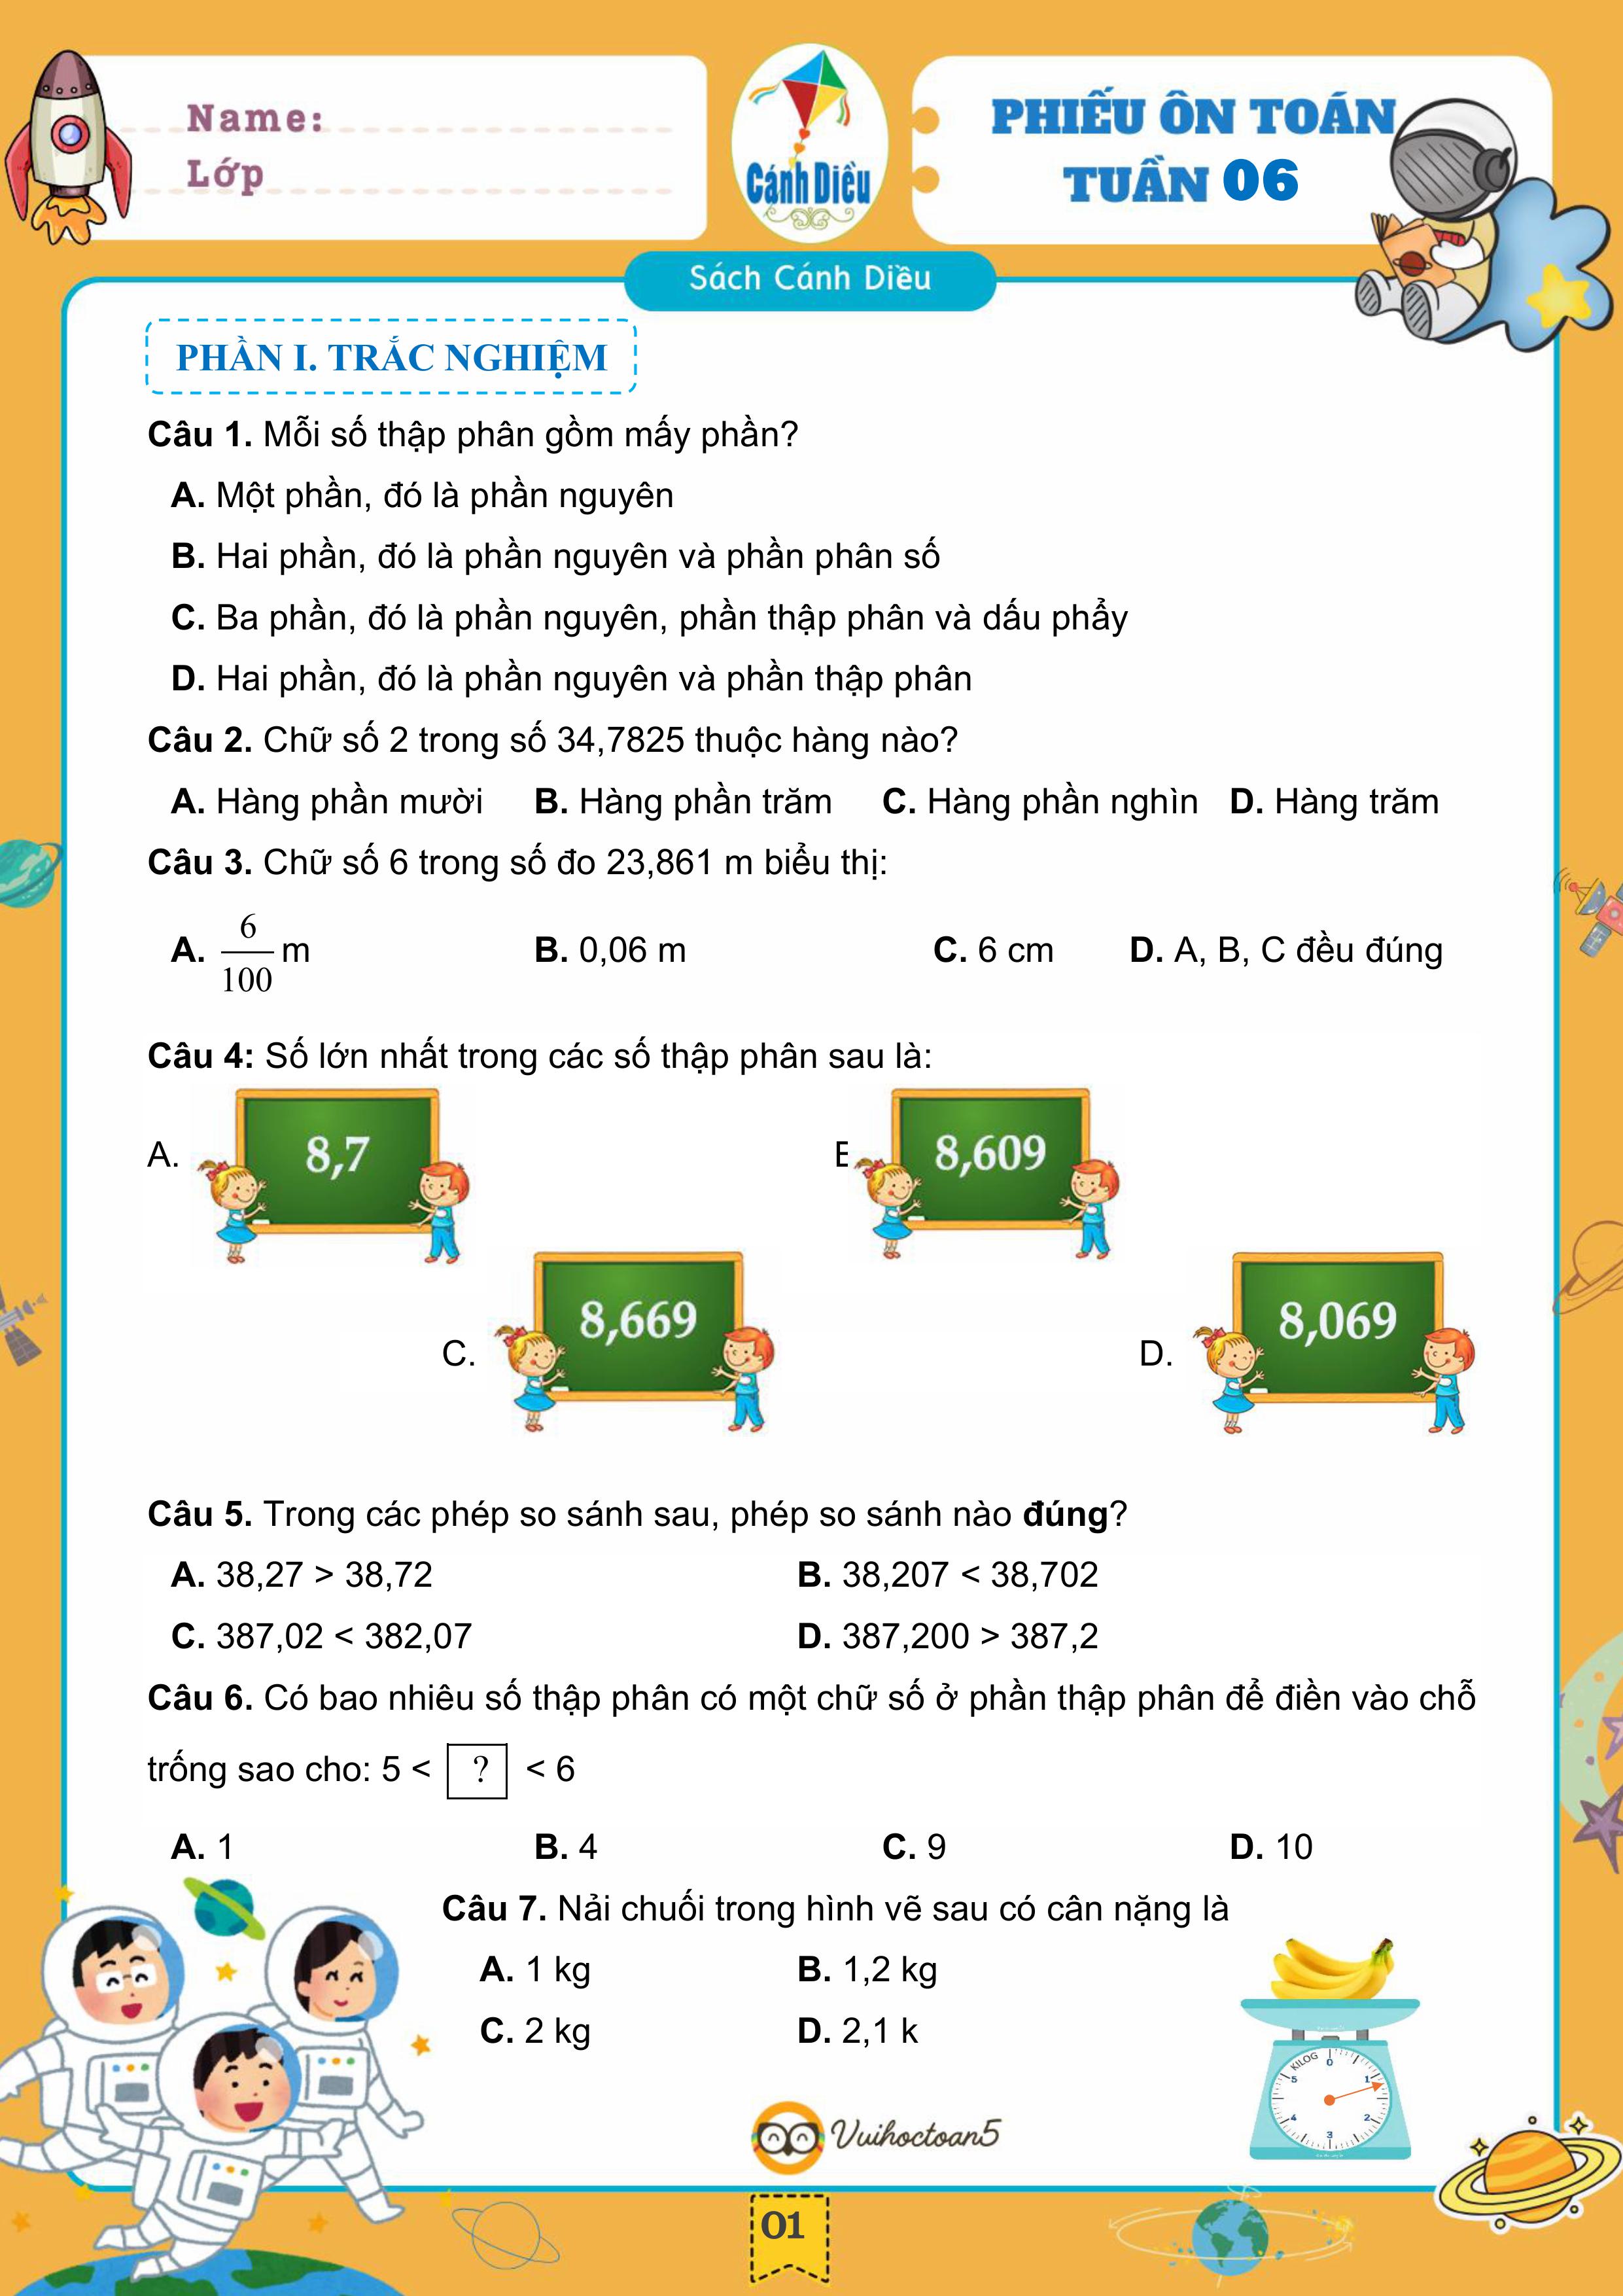 Name:
Lớp
Cánh Diều
PHIẾU ÔN TOÁN
TUẦN 06
Sách Cánh Diều
PHẦN I. TRẮC NGHIỆM
Câu 1. Mỗi số thập phân gồm mấy phần?
A. Một phần, đó là phần nguyên
B. Hai phần, đó là phần nguyên và phần phân số
C. Ba phần, đó là phần nguyên, phần thập phân và dấu phẩy
D. Hai phần, đó là phần nguyên và phần thập phân
Câu 2. Chữ số 2 trong số 34,7825 thuộc hàng nào?
A. Hàng phần mười B. Hàng phần trăm C. Hàng phần nghìn D. Hàng trăm
Câu 3. Chữ số 6 trong số đo 23,861 m biểu thị:
A. 6/100 m B. 0,06 m C. 6 cm D. A, B, C đều đúng
Câu 4: Số lớn nhất trong các số thập phân sau là:
A. 8,7 B 8,609
C. 8,669 D. 8,069
Câu 5. Trong các phép so sánh sau, phép so sánh nào đúng?
A. 38,27 > 38,72 B. 38,207 < 38,702
C. 387,02 < 382,07 D. 387,200 > 387,2
Câu 6. Có bao nhiêu số thập phân có một chữ số ở phần thập phân để điền vào chỗ
trống sao cho: 5 < ? < 6
A. 1 B. 4 C. 9 D. 10
Câu 7. Nải chuối trong hình vẽ sau có cân nặng là
A. 1 kg B. 1,2 kg
C. 2 kg D. 2,1 k
KILOG
0
1
2
3
4
5
Vuihoctoan5
01